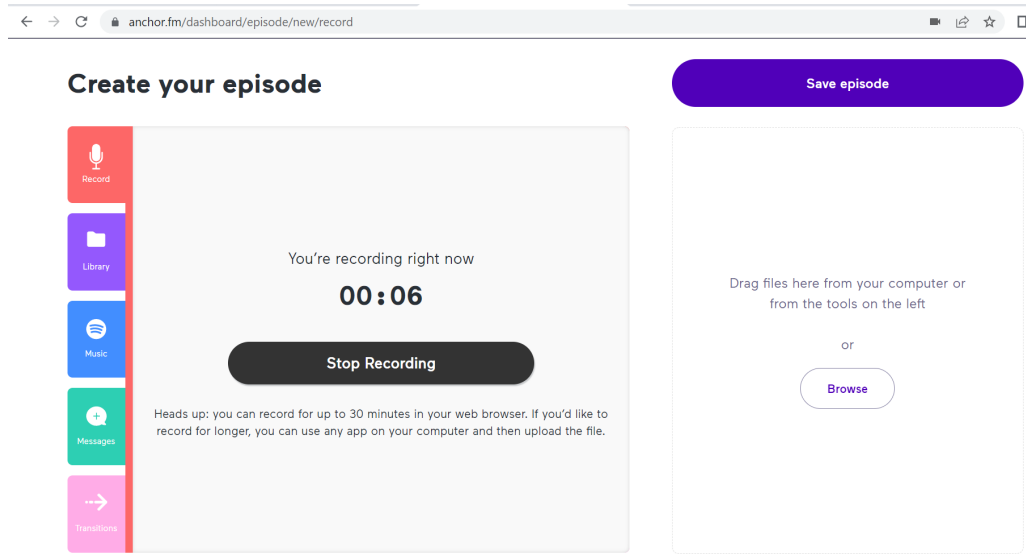 anchor.fm/dashboard/episode/new/record
Create your episode
Save episode
Record
Library
Music
Messages
Transitions
You’re recording right now
00:06
Stop Recording
Heads up: you can record for up to 30 minutes in your web browser. If you’d like to
record for longer, you can use any app on your computer and then upload the file.
Drag files here from your computer or
from the tools on the left
or
Browse